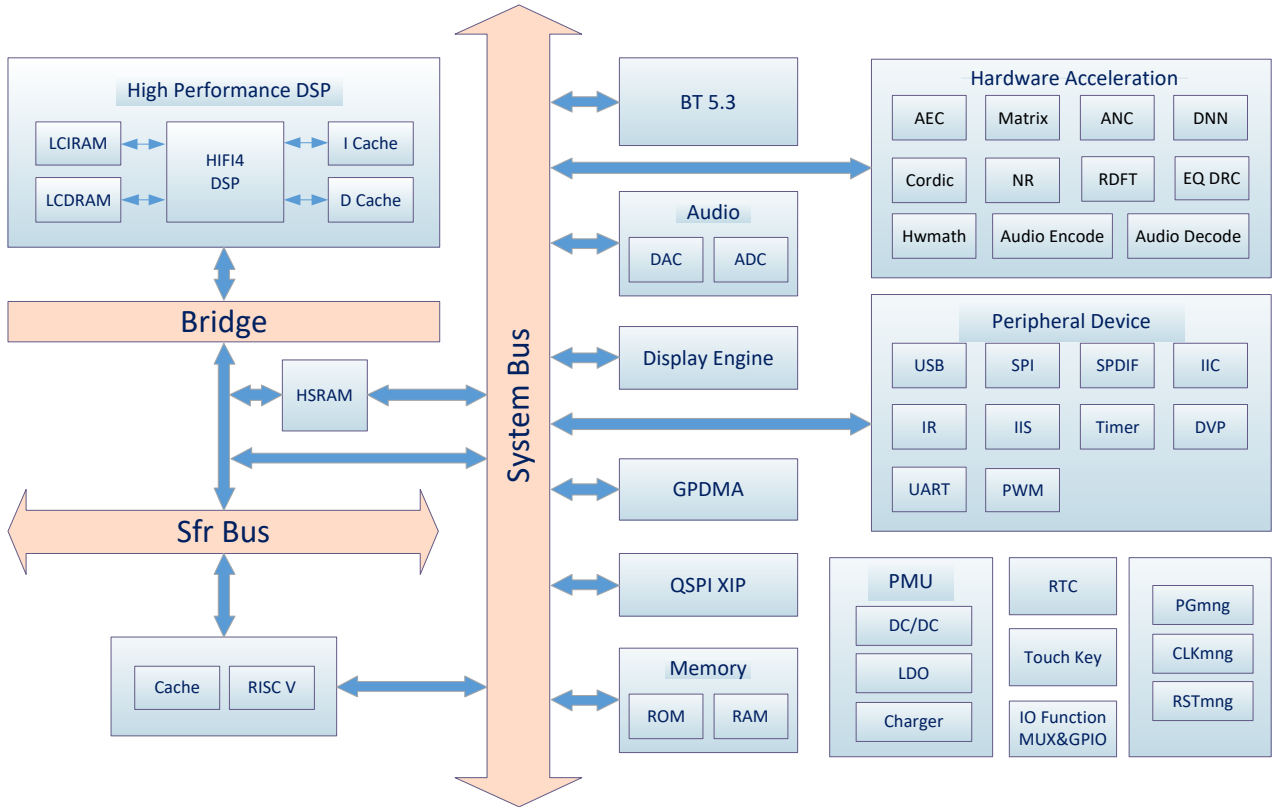 High Performance DSP
LCIRAM
HIFI4
DSP
I Cache
LCDRAM
D Cache
Bridge
HSRAM
Sfr Bus
Cache
RISC V
System Bus
BT 5.3
Audio
DAC
ADC
Display Engine
GPDMA
QSPI XIP
Memory
ROM
RAM
Hardware Acceleration
AEC
Matrix
ANC
DNN
Cordic
NR
RDFT
EQ DRC
Hwmath
Audio Encode
Audio Decode
Peripheral Device
USB
SPI
SPDIF
IIC
IR
IIS
Timer
DVP
UART
PWM
PMU
DC/DC
LDO
Charger
RTC
Touch Key
IO Function
MUX&GPIO
PGmng
CLKmng
RSTmng